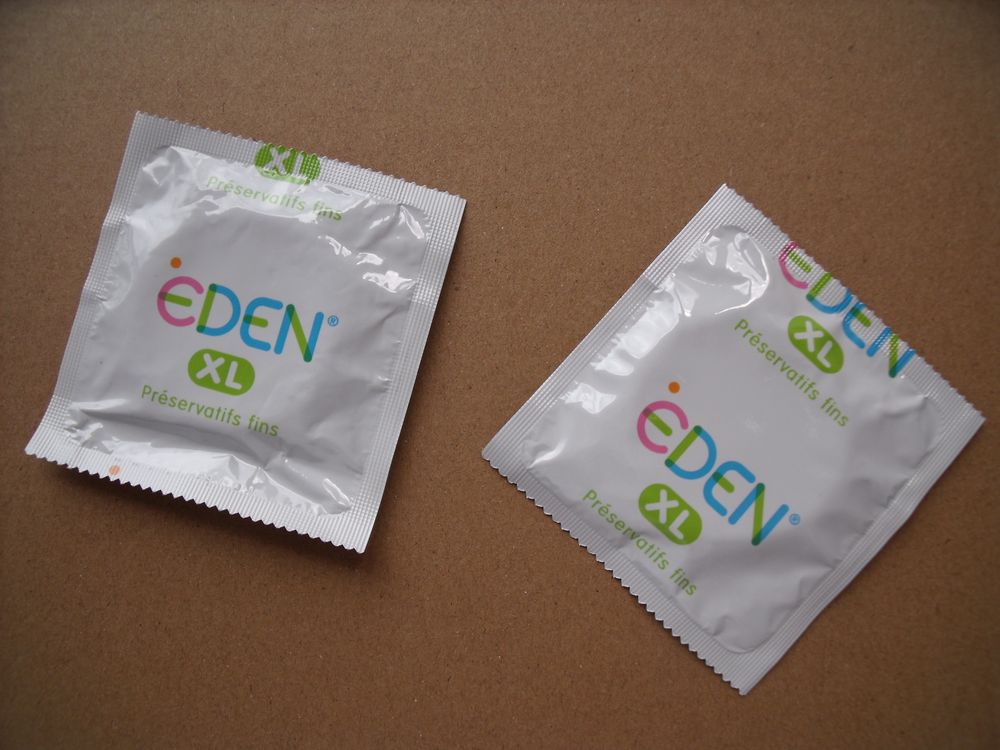 XL
Préservatifs fins
EDEN®
XL
Préservatifs fins
EDEN
XL
Préservatifs fins
EDEN®
XL
Préservatifs fins